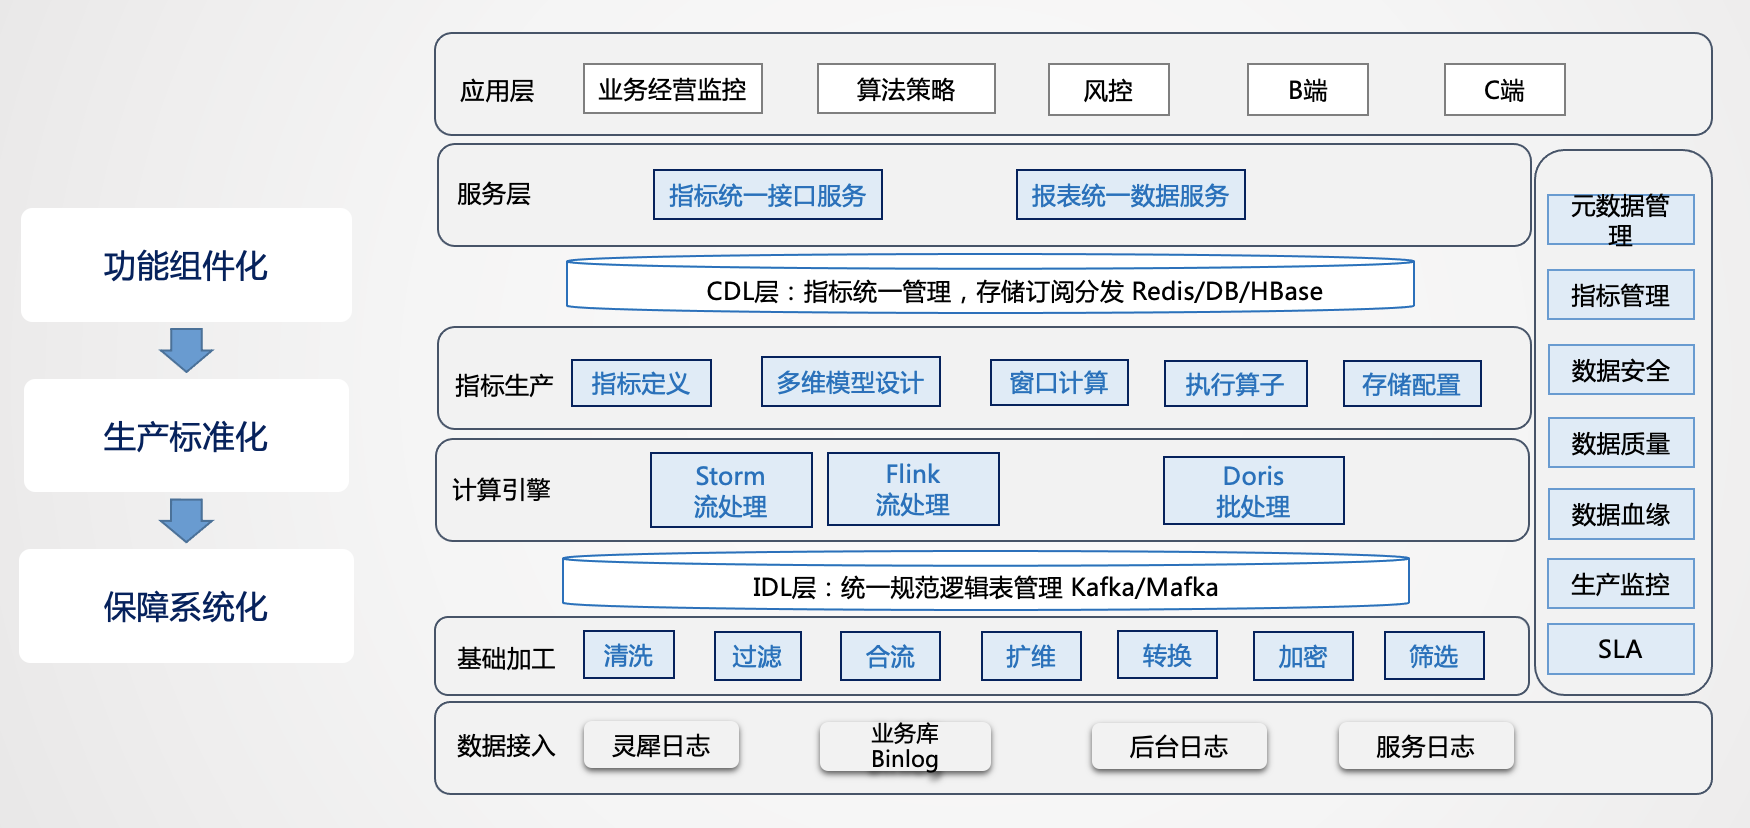 功能组件化
生产标准化
保障系统化
应用层
业务经营监控
算法策略
风控
B端
C端
服务层
指标统一接口服务
报表统一数据服务
CDL层：指标统一管理，存储订阅分发 Redis/DB/HBase
指标生产
指标定义
多维模型设计
窗口计算
执行算子
存储配置
计算引擎
Storm
流处理
Flink
流处理
Doris
批处理
IDL层：统一规范逻辑表管理 Kafka/Mafka
基础加工
清洗
过滤
合流
扩维
转换
加密
筛选
数据接入
灵犀日志
业务库
Binlog
后台日志
服务日志
元数据管
理
指标管理
数据安全
数据质量
数据血缘
生产监控
SLA